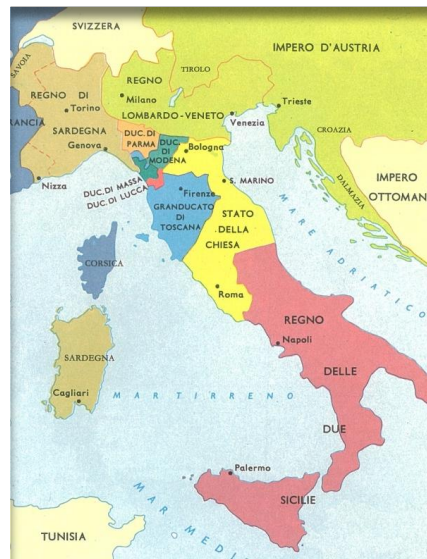 SVIZZERA
IMPERO D'AUSTRIA
SAVOIA
TIROLO
REGNO DI
SARDEGNA
Torino
Genova
Nizza
REGNO
LOMBARDO-VENETO
Milano
Venezia
Trieste
CROAZIA
DALMAZIA
IMPERO
OTTOMAN
RANCIA
DUC. DI
PARMA
DUC.
DI
MODENA
Bologna
S. MARINO
DUC. DI MASSA
DUC. DI LUCCA
Firenze
GRANDUCATO
DI
TOSCANA
STATO
DELLA
CHIESA
MARE ADRIATICO
CORSICA
Roma
REGNO
DELLE
DUE
SICILIE
Napoli
SARDEGNA
Cagliari
MAR TIRRENO
Palermo
MAR MEDI
TUNISIA